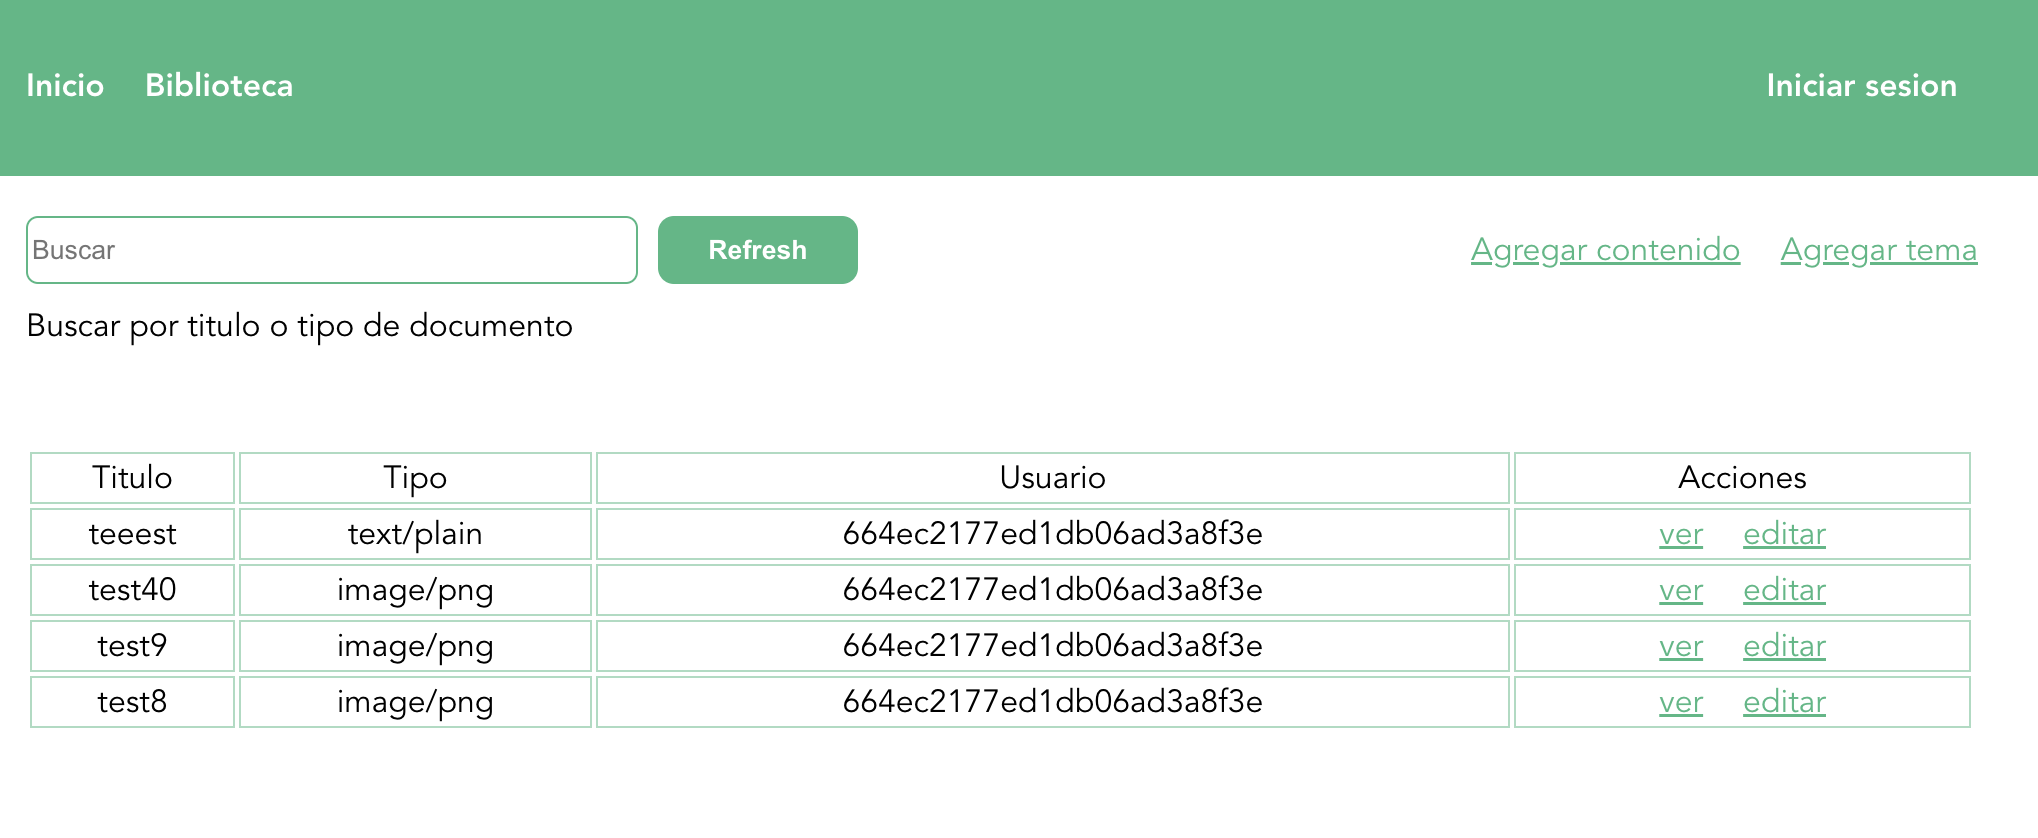 Inicio Biblioteca Iniciar sesion
Buscar Refresh Agregar contenido Agregar tema
Buscar por titulo o tipo de documento
Titulo Tipo Usuario Acciones
teeest text/plain 664ec2177ed1db06ad3a8f3e ver editar
test40 image/png 664ec2177ed1db06ad3a8f3e ver editar
test9 image/png 664ec2177ed1db06ad3a8f3e ver editar
test8 image/png 664ec2177ed1db06ad3a8f3e ver editar